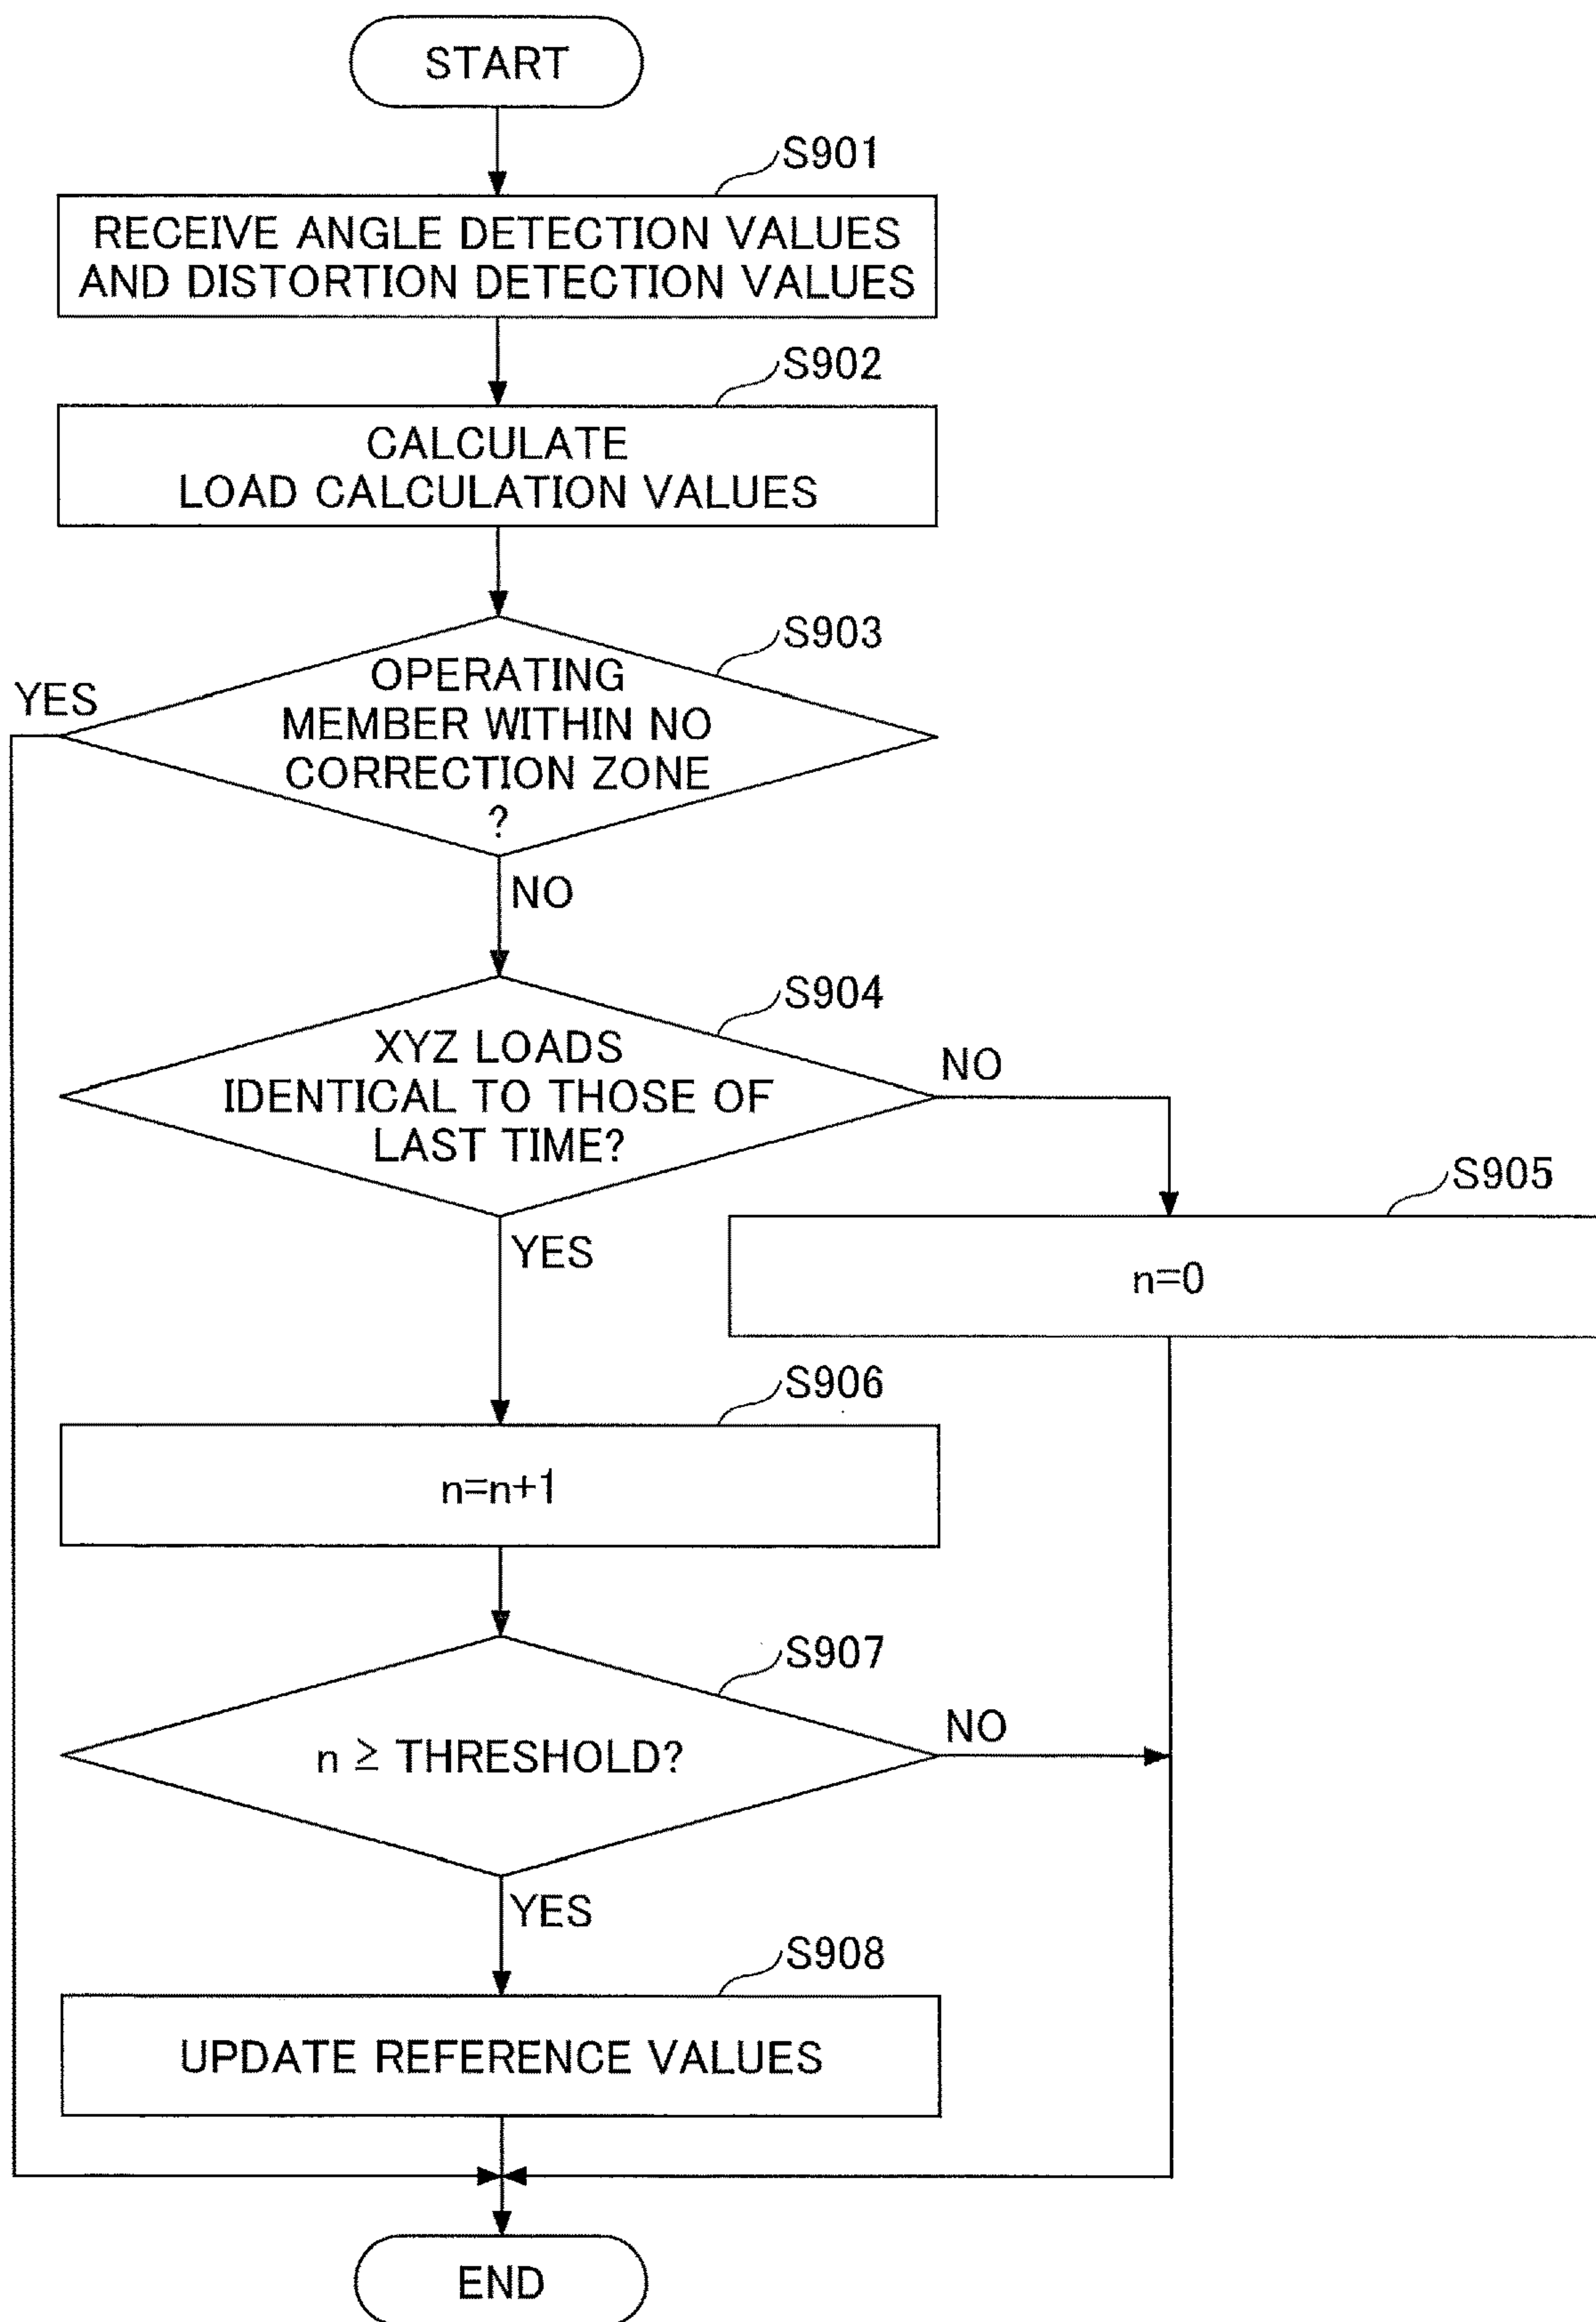 START
S901
RECEIVE ANGLE DETECTION VALUES
AND DISTORTION DETECTION VALUES
S902
CALCULATE
LOAD CALCULATION VALUES
S903
OPERATING
MEMBER WITHIN NO
CORRECTION ZONE
?
YES
NO
S904
XYZ LOADS
IDENTICAL TO THOSE OF
LAST TIME?
NO
YES
S905
n=0
S906
n=n+1
S907
n ≥ THRESHOLD?
NO
YES
S908
UPDATE REFERENCE VALUES
END